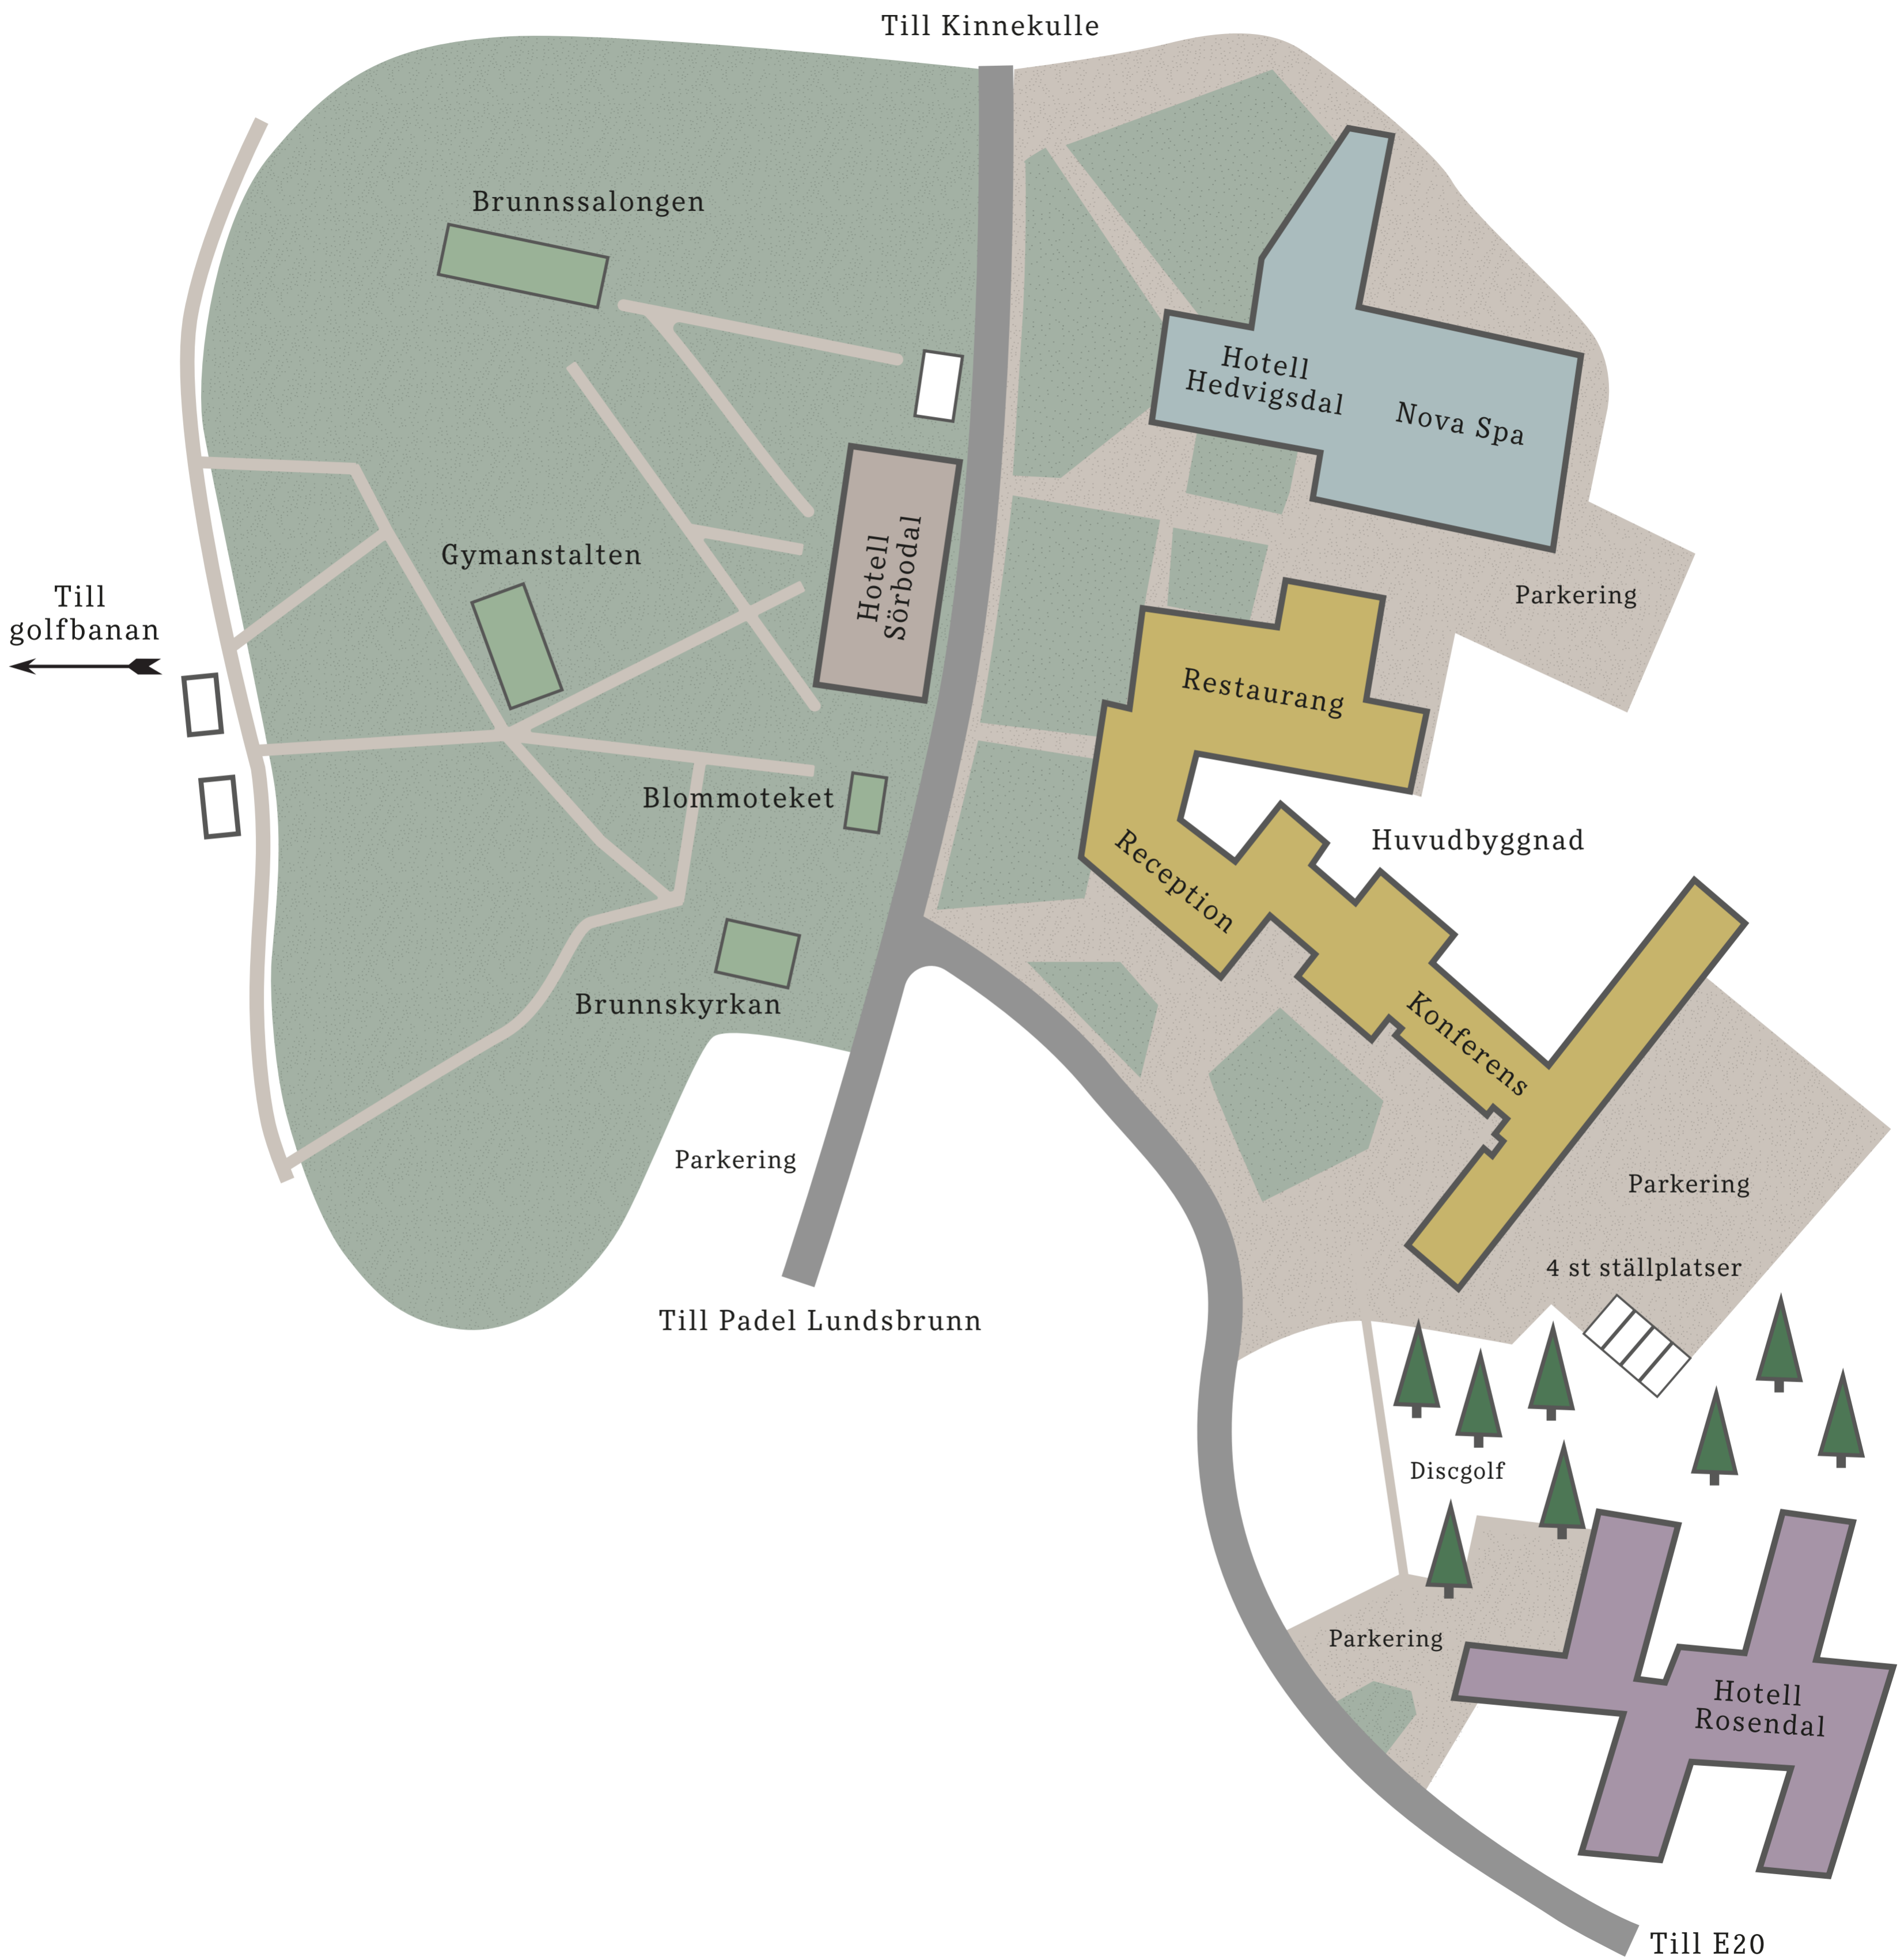 Till Kinnekulle
Brunnssalongen
Hotell
Hedvigsdal
Nova Spa
Gymanstalten
Hotell
Sörbodal
Till
golfbanan
Parkering
Restaurang
Blommoteket
Reception
Huvudbyggnad
Brunnskyrkan
Konferens
Parkering
Parkering
4 st ställplatser
Till Padel Lundsbrunn
Discgolf
Parkering
Hotell
Rosendal
Till E20